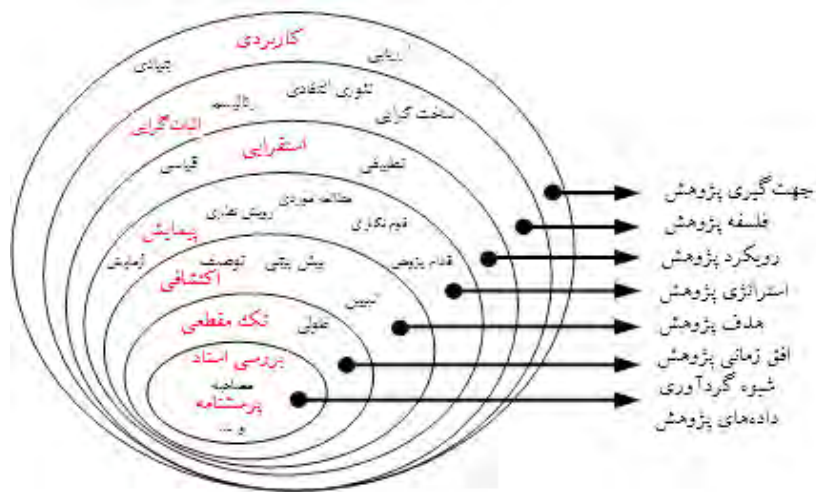 کاربردی
بنیادی
ارزیابی
تئوری انتقادی
رئالیسم
ساخت گرایی
اثبات گرایی
استقرایی
قیاسی
تطبیقی
مطالعه موردی
رویش نظری
قوم نگاری
پیمایش
آزمایش
توصیف
پیش بینی
اقدام پژوهی
اکتشافی
تبیین
تک مقطعی
طولی
بررسی اسناد
مصاحبه
پرسشنامه
و ...
جهت‌گیری پژوهش
فلسفه پژوهش
رویکرد پژوهش
استراتژی پژوهش
هدف پژوهش
افق زمانی پژوهش
شیوه گردآوری
داده‌های پژوهش